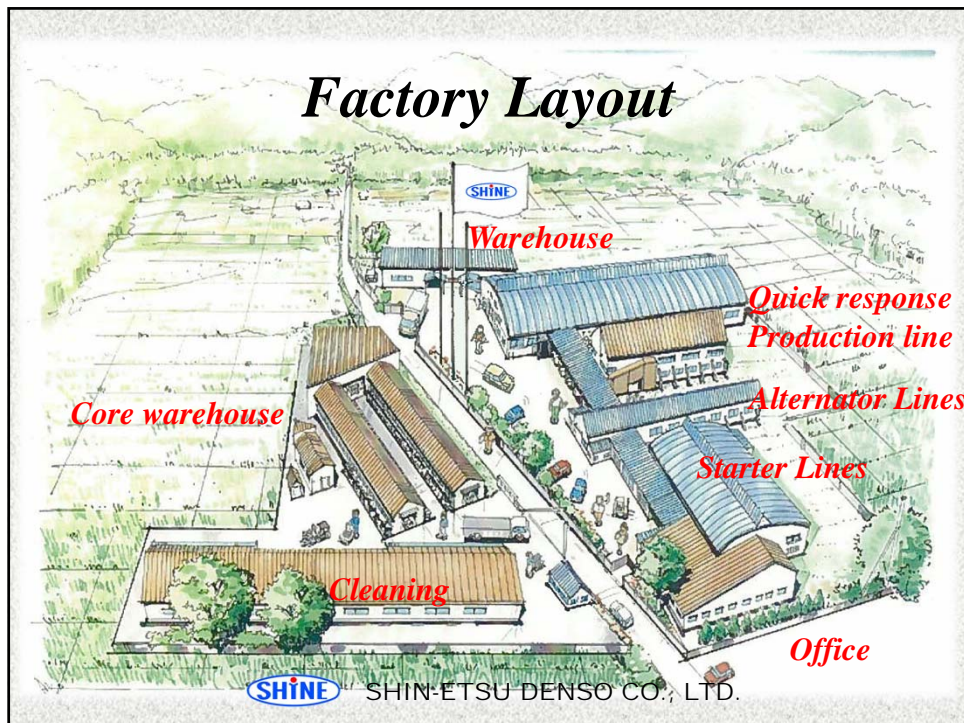 Factory Layout
SHiNE
Warehouse
Quick response
Production line
Alternator Lines
Core warehouse
Starter Lines
Cleaning
Office
SHiNE SHIN-ETSU DENSO CO., LTD.